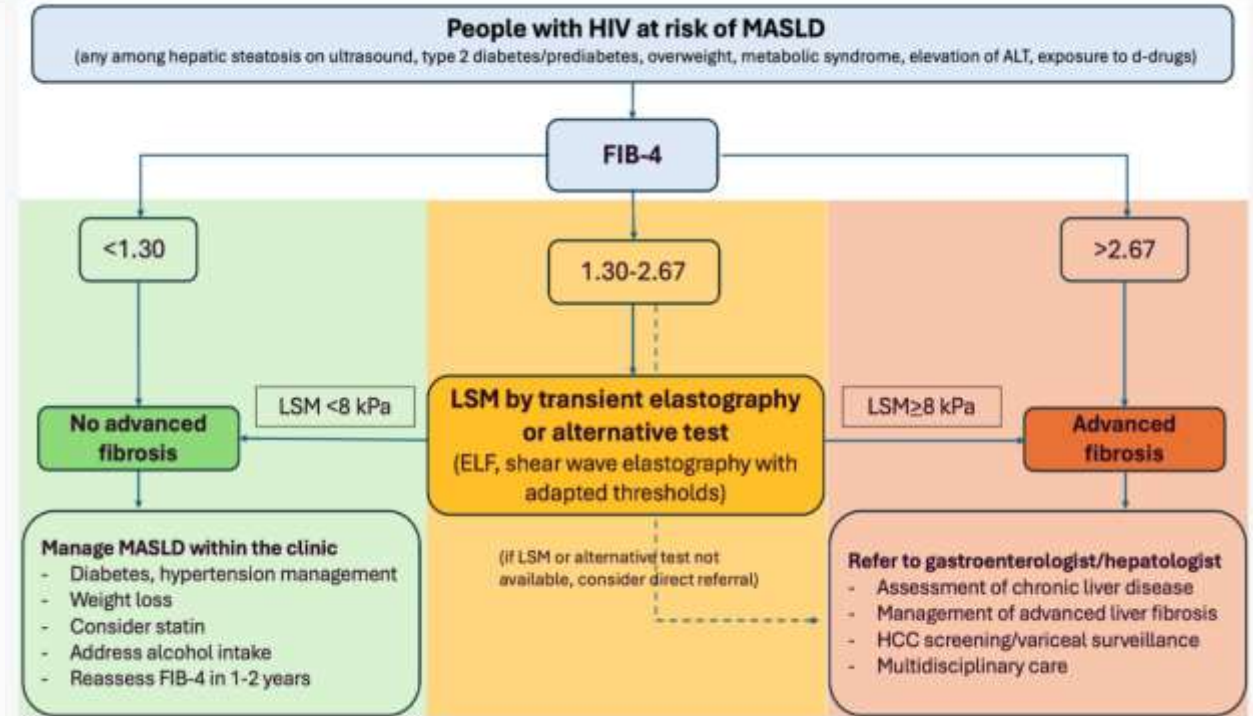 People with HIV at risk of MASLD
(any among hepatic steatosis on ultrasound, type 2 diabetes/prediabetes, overweight, metabolic syndrome, elevation of ALT, exposure to d-drugs)
FIB-4
<1.30
1.30-2.67
>2.67
LSM <8 kPa
LSM by transient elastography
or alternative test
(ELF, shear wave elastography with
adapted thresholds)
LSM≥8 kPa
No advanced
fibrosis
Advanced
fibrosis
Manage MASLD within the clinic
- Diabetes, hypertension management
- Weight loss
- Consider statin
- Address alcohol intake
- Reassess FIB-4 in 1-2 years
(if LSM or alternative test not
available, consider direct referral)
Refer to gastroenterologist/hepatologist
- Assessment of chronic liver disease
- Management of advanced liver fibrosis
- HCC screening/variceal surveillance
- Multidisciplinary care